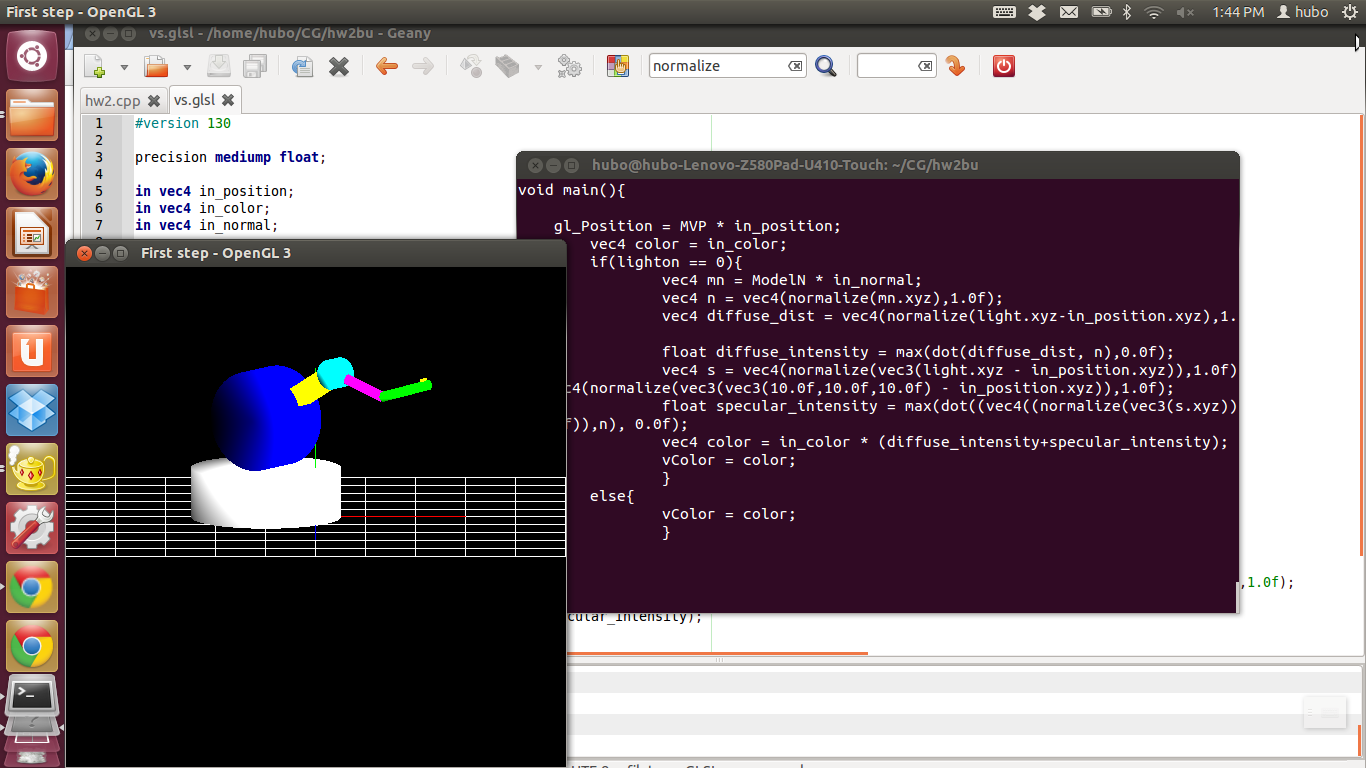 First step - OpenGL 3
1:44 PM
hubo
vs.glsl - /home/hubo/CG/hw2bu - Geany
normalize
hw2.cpp
vs.glsl
1 #version 130
2
3 precision mediump float;
4
5 in vec4 in_position;
6 in vec4 in_color;
7 in vec4 in_normal;
hubo@hubo-Lenovo-Z580Pad-U410-Touch: ~/CG/hw2bu
void main(){
gl_Position = MVP * in_position;
vec4 color = in_color;
if(lighton == 0){
vec4 mn = ModelN * in_normal;
vec4 n = vec4(normalize(mn.xyz),1.0f);
vec4 diffuse_dist = vec4(normalize(light.xyz-in_position.xyz),1.
float diffuse_intensity = max(dot(diffuse_dist, n),0.0f);
vec4 s = vec4(normalize(vec3(light.xyz - in_position.xyz)),1.0f)
c4(normalize(vec3(vec3(10.0f,10.0f,10.0f) - in_position.xyz)),1.0f);
float specular_intensity = max(dot((vec4((normalize(vec3(s.xyz))
f)),n), 0.0f);
vec4 color = in_color * (diffuse_intensity+specular_intensity);
vColor = color;
}
else{
vColor = color;
}
,1.0f);
cular_intensity);
First step - OpenGL 3